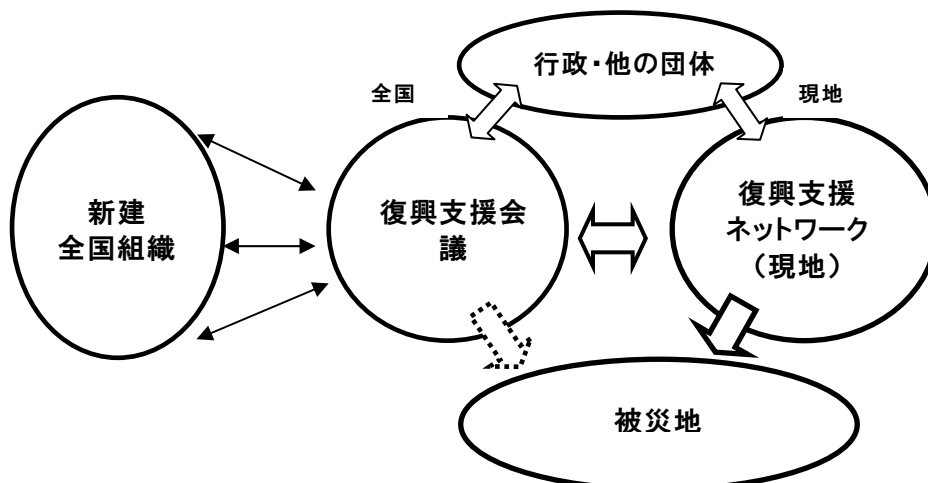 行政・他の団体
全国
現地
新建
全国組織
復興支援会
議
復興支援
ネットワーク
（現地）
被災地